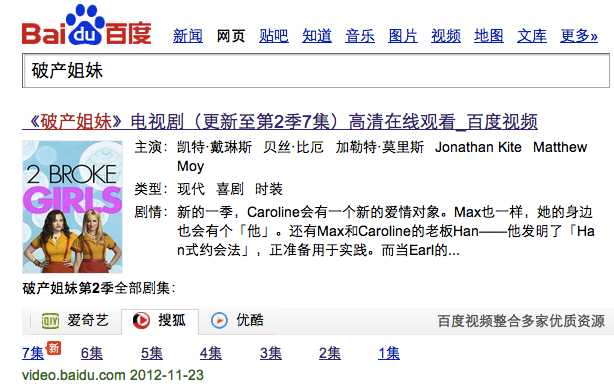 Bai du 百度
新闻 网页 贴吧 知道 音乐 图片 视频 地图 文库 更多»
破产姐妹
《破产姐妹》电视剧（更新至第2季7集）高清在线观看_百度视频
2 BROKE
GIRLS
主演：凯特·戴琳斯 贝丝·比厄 加勒特·莫里斯 Jonathan Kite Matthew
Moy
类型：现代 喜剧 时装
剧情：新的一季，Caroline会有一个新的爱情对象。Max也一样，她的身边
也会有个「他」。还有Max和Caroline的老板Han——他发明了「Ha
n式约会法」，正准备用于实践。而当Earl的...
破产姐妹第2季全部剧集：
QIYI 爱奇艺 搜狐 优酷 百度视频整合多家优质资源
7集 新 6集 5集 4集 3集 2集 1集
video.baidu.com 2012-11-23